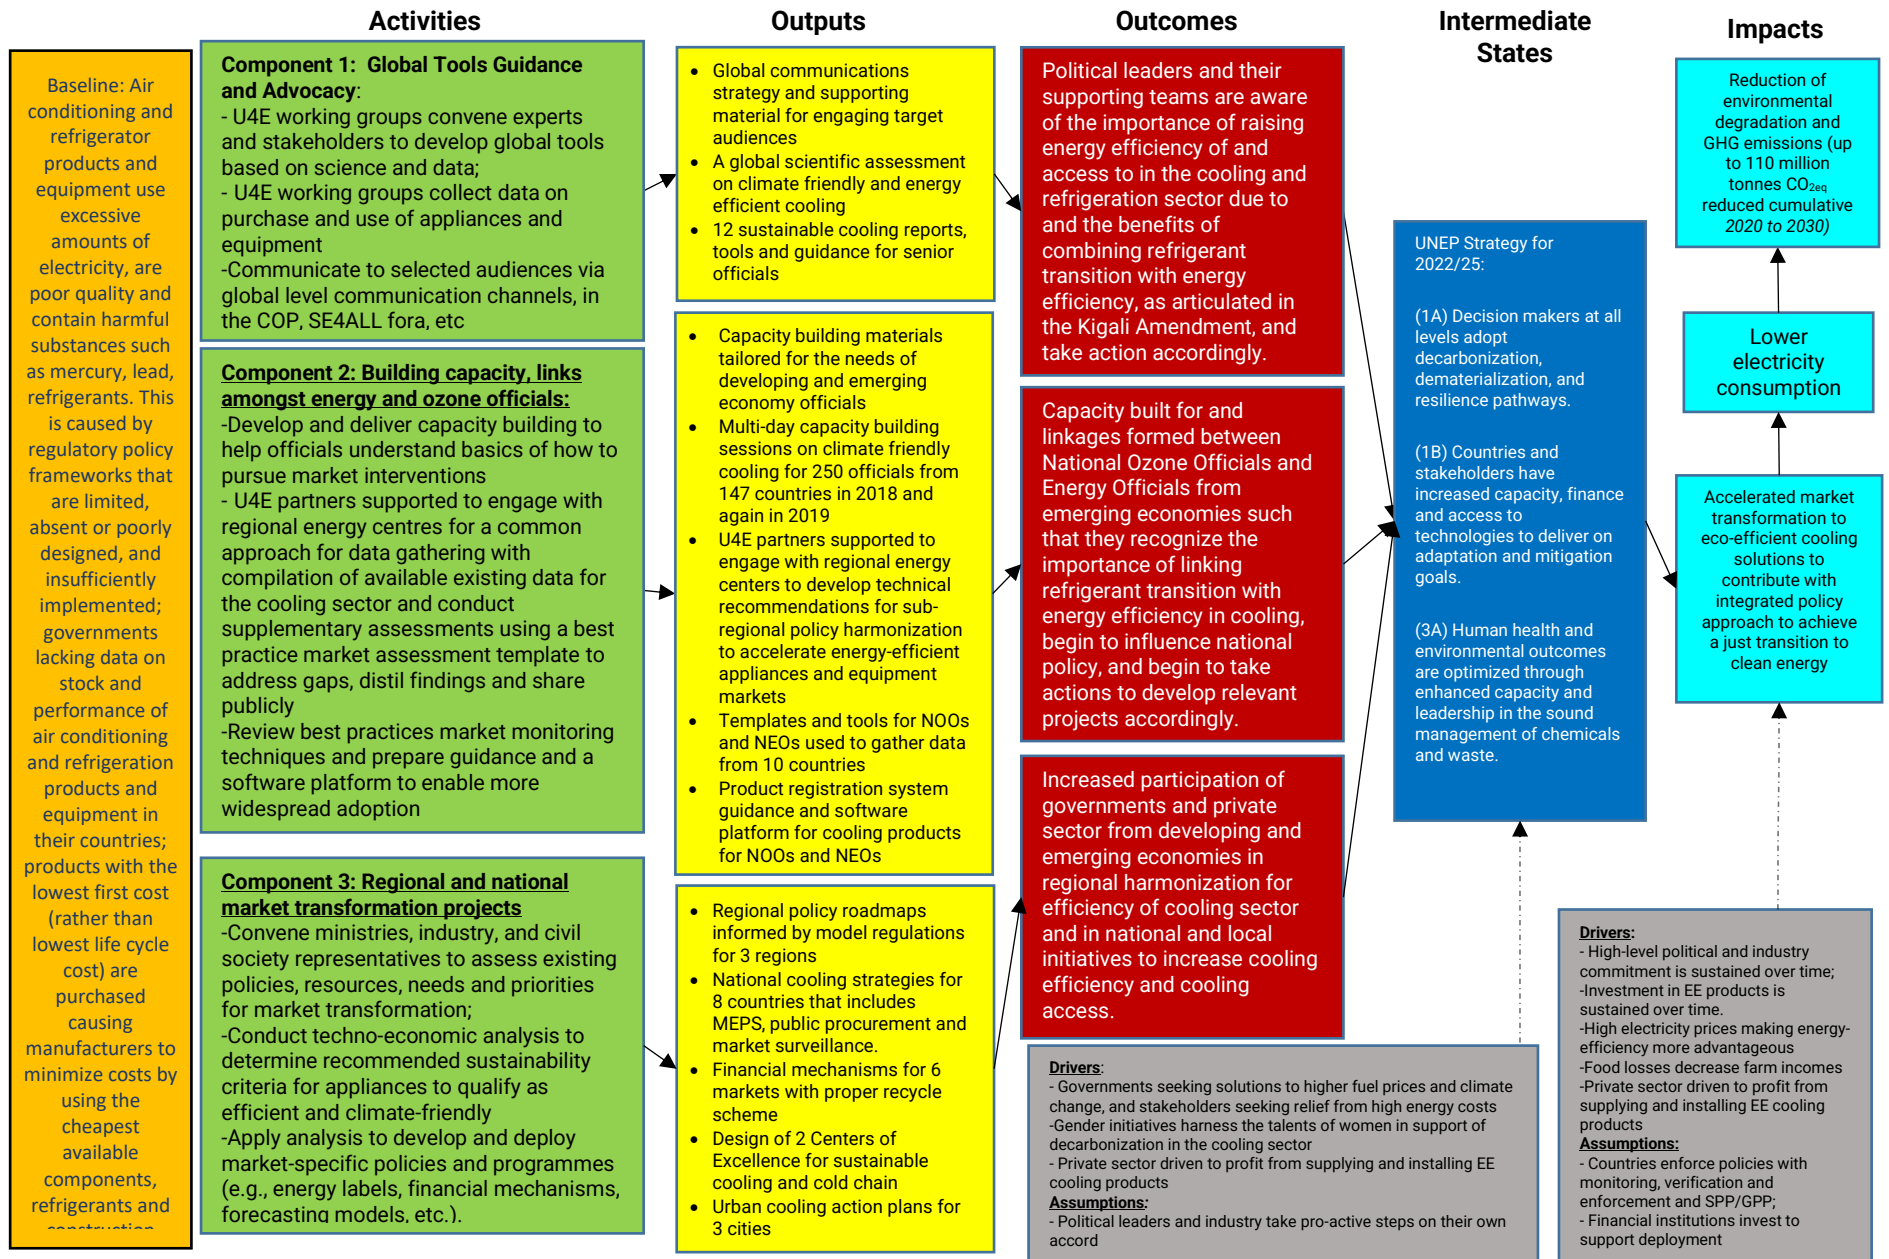 Activities
Outputs
Outcomes
Intermediate
States
Impacts
Baseline: Air
conditioning and
refrigerator
products and
equipment use
excessive
amounts of
electricity, are
poor quality and
contain harmful
substances such
as mercury, lead,
refrigerants. This
is caused by
regulatory policy
frameworks that
are limited,
absent or poorly
designed, and
insufficiently
implemented;
governments
lacking data on
stock and
performance of
air conditioning
and refrigeration
products and
equipment in
their countries;
products with the
lowest first cost
(rather than
lowest life cycle
cost) are
purchased
causing
manufacturers to
minimize costs by
using the
cheapest
available
components,
refrigerants and
construction
Component 1:  Global Tools Guidance
and Advocacy:
- U4E working groups convene experts
and stakeholders to develop global tools
based on science and data;
- U4E working groups collect data on
purchase and use of appliances and
equipment
-Communicate to selected audiences via
global level communication channels, in
the COP, SE4ALL fora, etc
Component 2: Building capacity, links
amongst energy and ozone officials:
-Develop and deliver capacity building to
help officials understand basics of how to
pursue market interventions
- U4E partners supported to engage with
regional energy centres for a common
approach for data gathering with
compilation of available existing data for
the cooling sector and conduct
supplementary assessments using a best
practice market assessment template to
address gaps, distil findings and share
publicly
-Review best practices market monitoring
techniques and prepare guidance and a
software platform to enable more
widespread adoption
Component 3: Regional and national
market transformation projects
-Convene ministries, industry, and civil
society representatives to assess existing
policies, resources, needs and priorities
for market transformation;
-Conduct techno-economic analysis to
determine recommended sustainability
criteria for appliances to qualify as
efficient and climate-friendly
-Apply analysis to develop and deploy
market-specific policies and programmes
(e.g., energy labels, financial mechanisms,
forecasting models, etc.).
• Global communications
strategy and supporting
material for engaging target
audiences
• A global scientific assessment
on climate friendly and energy
efficient cooling
• 12 sustainable cooling reports,
tools and guidance for senior
officials
• Capacity building materials
tailored for the needs of
developing and emerging
economy officials
• Multi-day capacity building
sessions on climate friendly
cooling for 250 officials from
147 countries in 2018 and
again in 2019
• U4E partners supported to
engage with regional energy
centers to develop technical
recommendations for sub-
regional policy harmonization
to accelerate energy-efficient
appliances and equipment
markets
• Templates and tools for NOOs
and NEOs used to gather data
from 10 countries
• Product registration system
guidance and software
platform for cooling products
for NOOs and NEOs
• Regional policy roadmaps
informed by model regulations
for 3 regions
• National cooling strategies for
8 countries that includes
MEPS, public procurement and
market surveillance.
• Financial mechanisms for 6
markets with proper recycle
scheme
• Design of 2 Centers of
Excellence for sustainable
cooling and cold chain
• Urban cooling action plans for
3 cities
Political leaders and their
supporting teams are aware
of the importance of raising
energy efficiency of and
access to in the cooling and
refrigeration sector due to
and the benefits of
combining refrigerant
transition with energy
efficiency, as articulated in
the Kigali Amendment, and
take action accordingly.
Capacity built for and
linkages formed between
National Ozone Officials and
Energy Officials from
emerging economies such
that they recognize the
importance of linking
refrigerant transition with
energy efficiency in cooling,
begin to influence national
policy, and begin to take
actions to develop relevant
projects accordingly.
Increased participation of
governments and private
sector from developing and
emerging economies in
regional harmonization for
efficiency of cooling sector
and in national and local
initiatives to increase cooling
efficiency and cooling
access.
UNEP Strategy for
2022/25:
(1A) Decision makers at all
levels adopt
decarbonization,
dematerialization, and
resilience pathways.
(1B) Countries and
stakeholders have
increased capacity, finance
and access to
technologies to deliver on
adaptation and mitigation
goals.
(3A) Human health and
environmental outcomes
are optimized through
enhanced capacity and
leadership in the sound
management of chemicals
and waste.
Reduction of
environmental
degradation and
GHG emissions (up
to 110 million
tonnes CO2eq
reduced cumulative
2020 to 2030)
Lower
electricity
consumption
Accelerated market
transformation to
eco-efficient cooling
solutions to
contribute with
integrated policy
approach to achieve
a just transition to
clean energy
Drivers:
- Governments seeking solutions to higher fuel prices and climate
change, and stakeholders seeking relief from high energy costs
-Gender initiatives harness the talents of women in support of
decarbonization in the cooling sector
- Private sector driven to profit from supplying and installing EE
cooling products
Assumptions:
- Political leaders and industry take pro-active steps on their own
accord
Drivers:
- High-level political and industry
commitment is sustained over time;
-Investment in EE products is
sustained over time.
-High electricity prices making energy-
efficiency more advantageous
-Food losses decrease farm incomes
-Private sector driven to profit from
supplying and installing EE cooling
products
Assumptions:
- Countries enforce policies with
monitoring, verification and
enforcement and SPP/GPP;
- Financial institutions invest to
support deployment